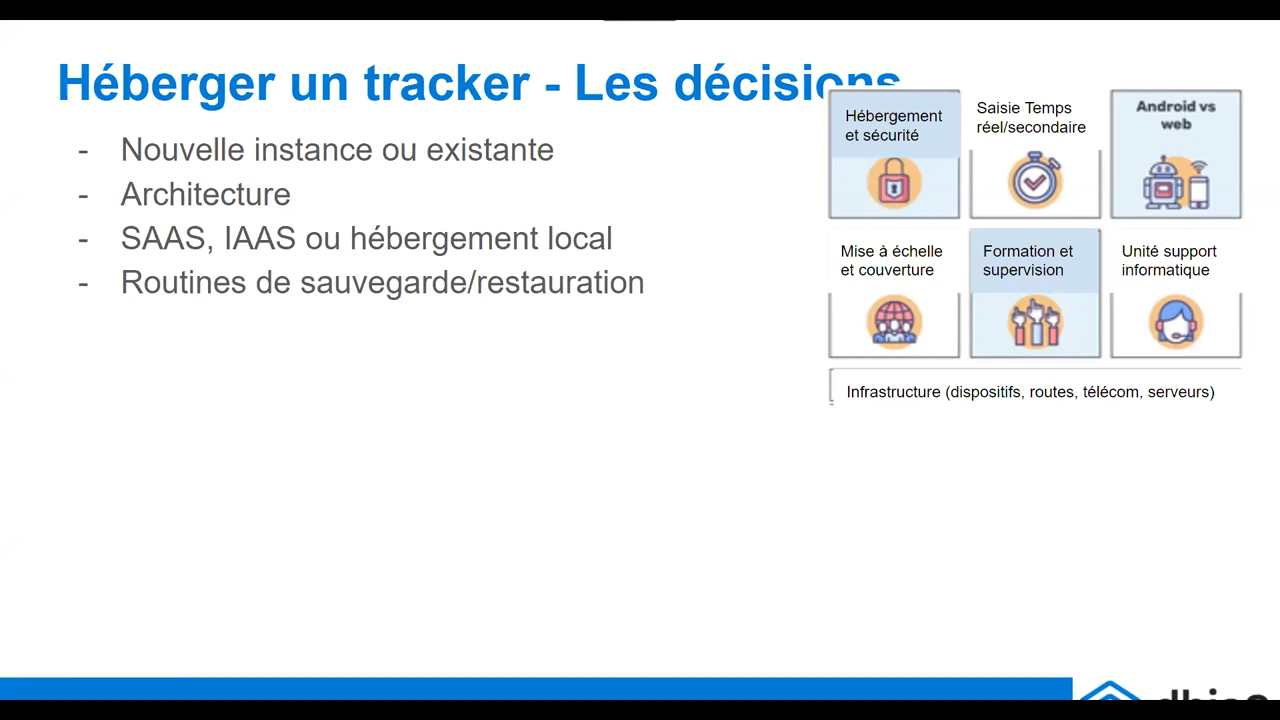 Héberger un tracker - Les décisions
- Nouvelle instance ou existante
- Architecture
- SAAS, IAAS ou hébergement local
- Routines de sauvegarde/restauration
Hébergement
et sécurité
Saisie Temps
réel/secondaire
Android vs
web
Mise à échelle
et couverture
Formation et
supervision
Unité support
informatique
Infrastructure (dispositifs, routes, télécom, serveurs)